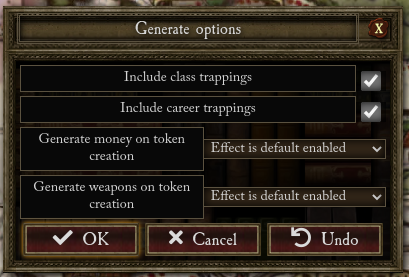 Generate options
X
Include class trappings
Include career trappings
Generate money on token
creation
Effect is default enabled
Generate weapons on token
creation
Effect is default enabled
OK
Cancel
Undo